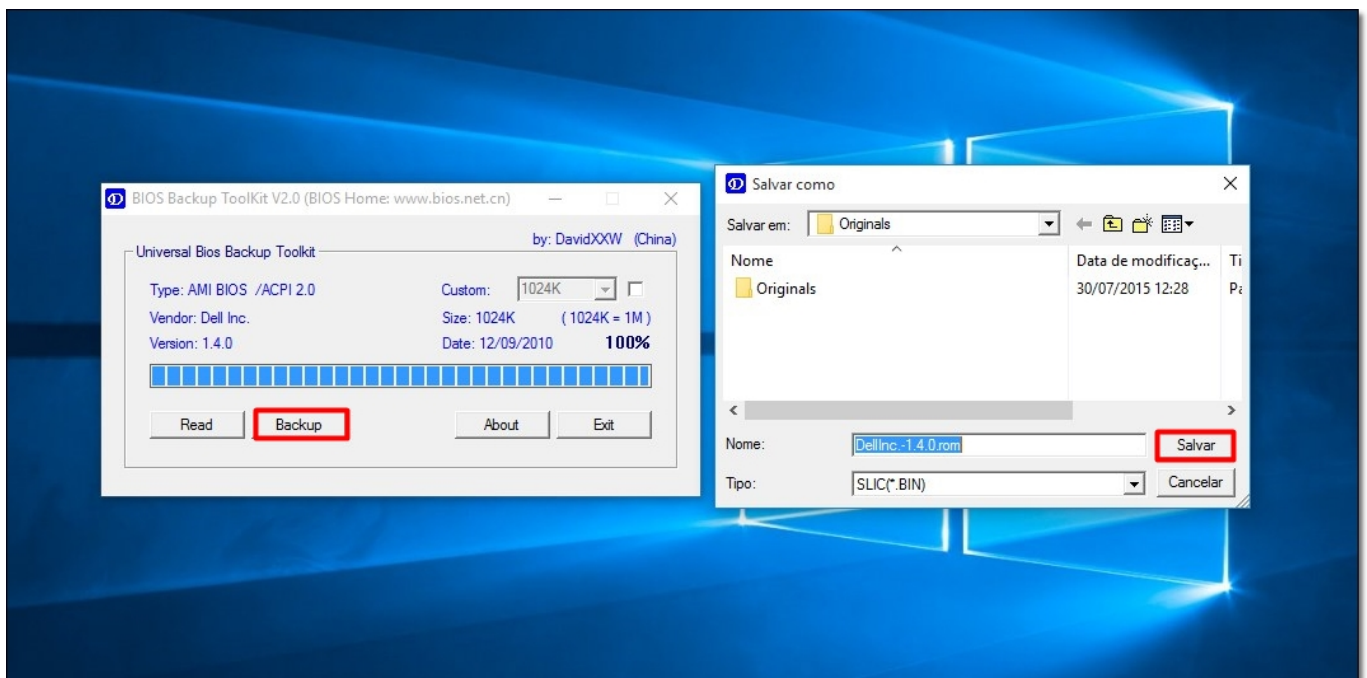 BIOS Backup ToolKit V2.0 (BIOS Home: www.bios.net.cn)
Universal Bios Backup Toolkit
by: DavidXXW (China)
Type: AMI BIOS /ACPI 2.0
Custom: 1024K
Vendor: Dell Inc.
Size: 1024K ( 1024K = 1M )
Version: 1.4.0
Date: 12/09/2010 100%
Read Backup About Exit
Salvar como
Salvar em: Originals
Nome Data de modificaç... Ti
Originals 30/07/2015 12:28
Nome: DellInc.-1.4.0.rom Salvar
Tipo: SLIC(*.BIN) Cancelar